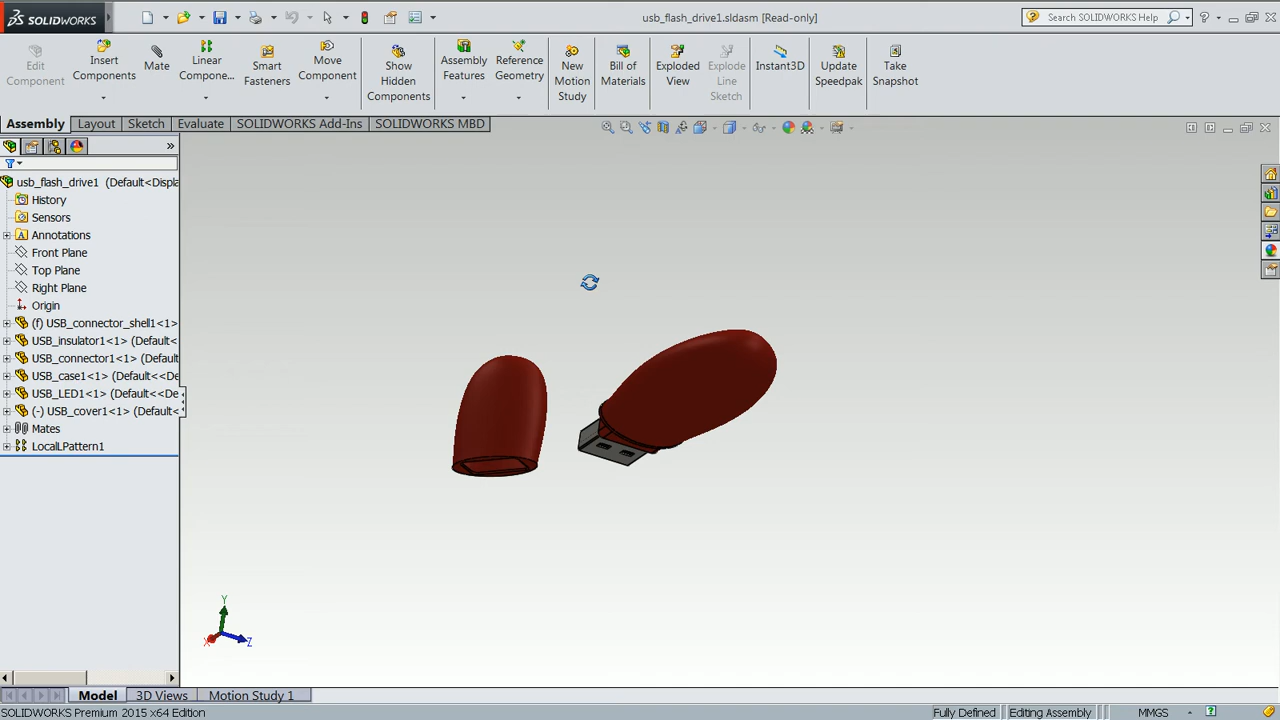 SOLIDWORKS
usb_flash_drive1.sldasm [Read-only]
Search SOLIDWORKS Help
Edit Component
Insert Components
Mate
Linear Compone...
Smart Fasteners
Move Component
Show Hidden Components
Assembly Features
Reference Geometry
New Motion Study
Bill of Materials
Exploded View
Explode Line Sketch
Instant3D
Update Speedpak
Take Snapshot
Assembly
Layout
Sketch
Evaluate
SOLIDWORKS Add-Ins
SOLIDWORKS MBD
usb_flash_drive1 (Default<Displa
History
Sensors
Annotations
Front Plane
Top Plane
Right Plane
Origin
(f) USB_connector_shell1<1>
USB_insulator1<1> (Default<
USB_connector1<1> (Default
USB_case1<1> (Default<<De
USB_LED1<1> (Default<<De
(-) USB_cover1<1> (Default<
Mates
LocalLPattern1
Y
X
Z
Model
3D Views
Motion Study 1
SOLIDWORKS Premium 2015 x64 Edition
Fully Defined
Editing Assembly
MMGS